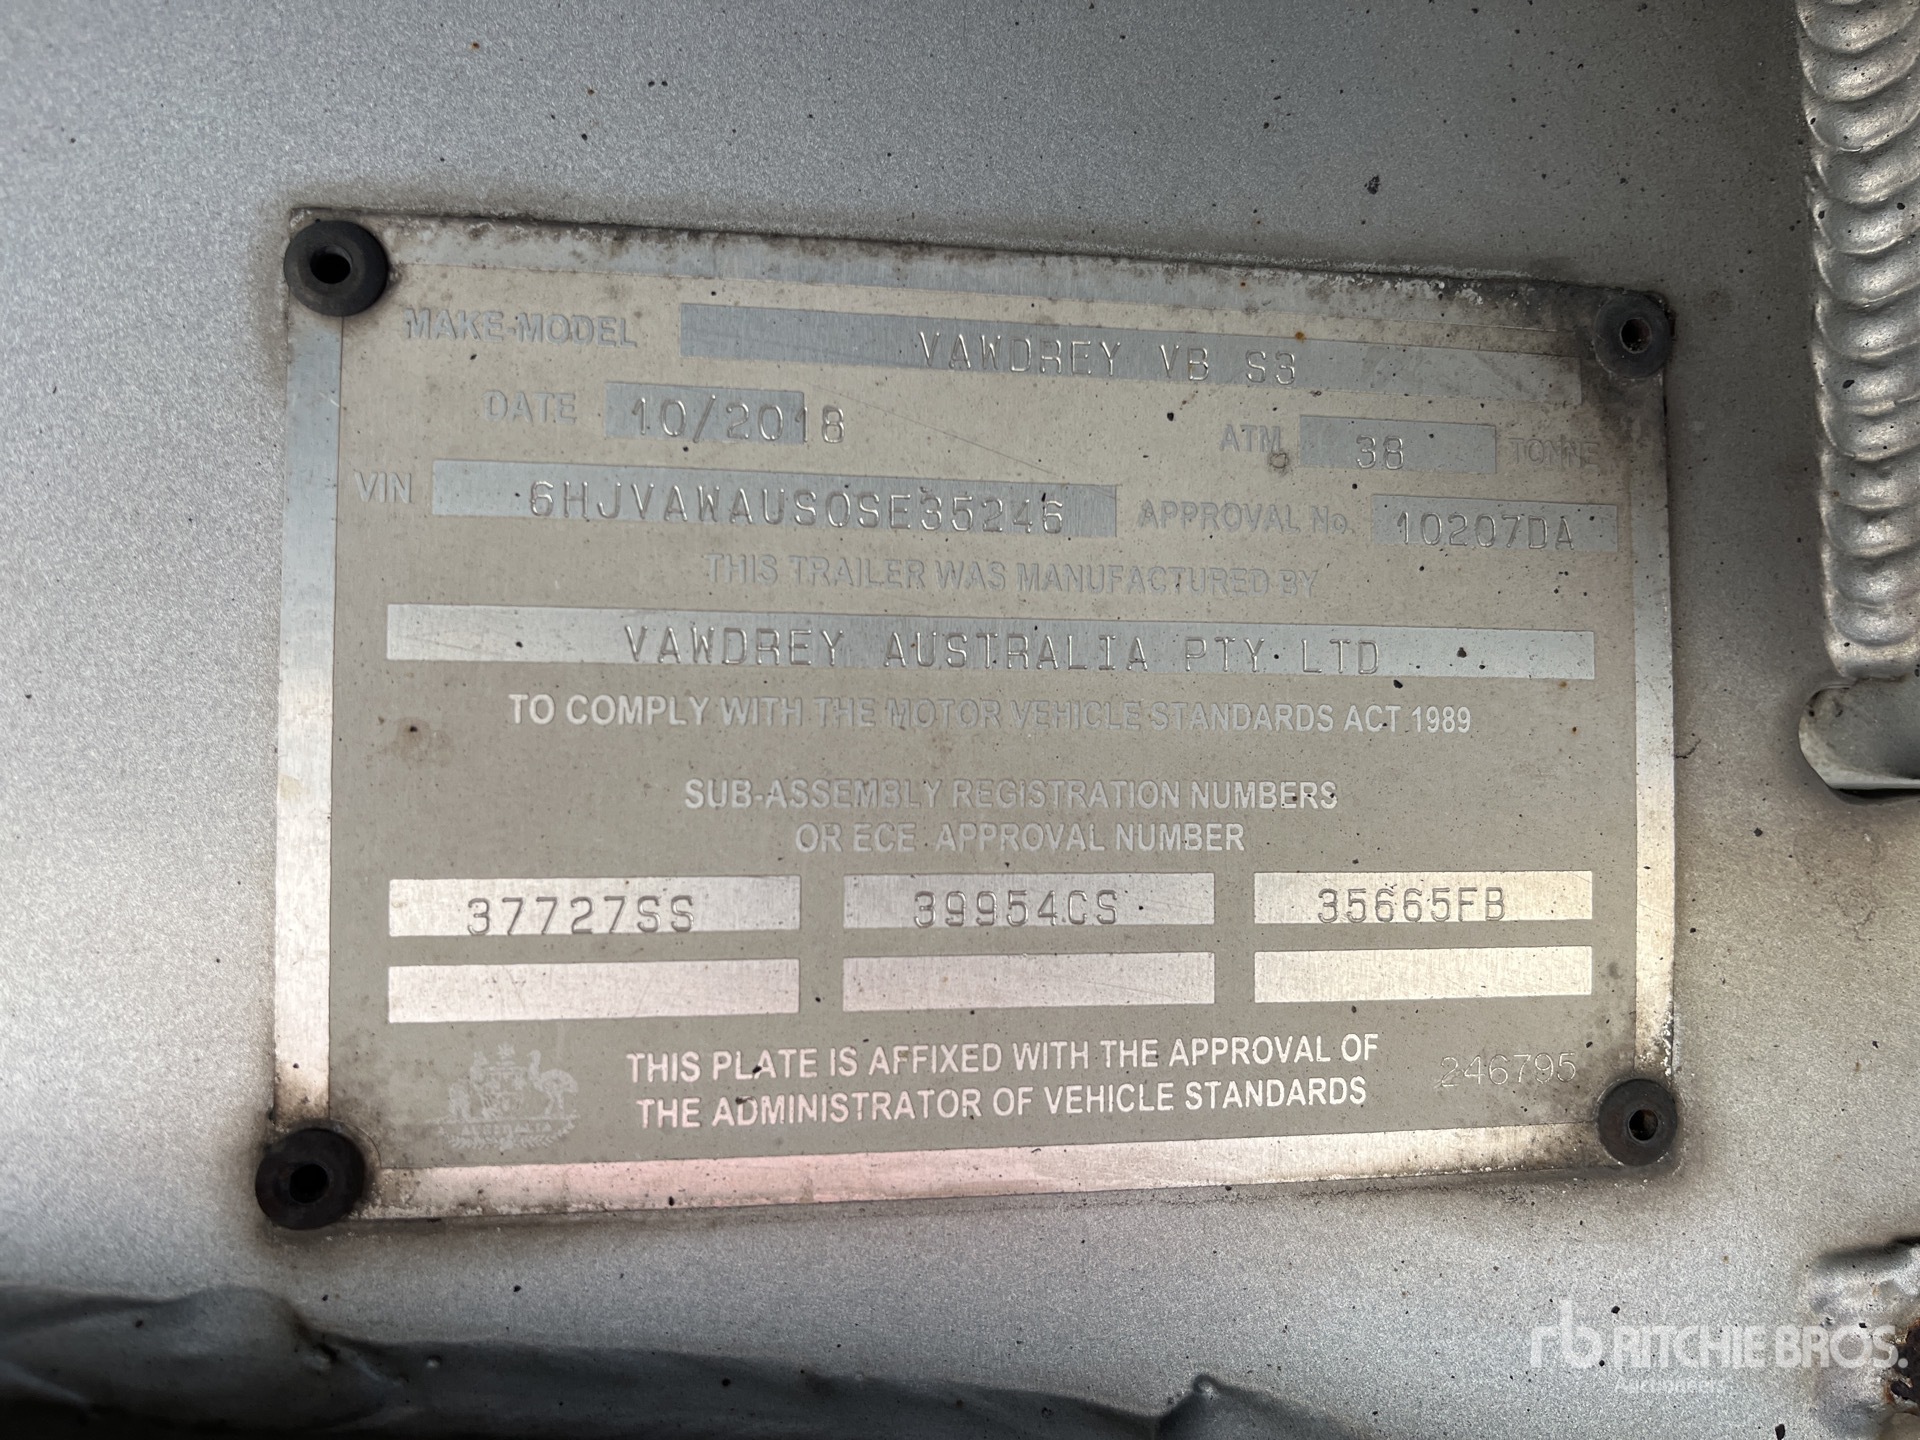 MAKE-MODEL VAWDREY VB S3
DATE 10/2018 ATM 38 TONNE
VIN 6HJVAWAUS0SE35246 APPROVAL No. 10207DA
THIS TRAILER WAS MANUFACTURED BY
VAWDREY AUSTRALIA PTY LTD
TO COMPLY WITH THE MOTOR VEHICLE STANDARDS ACT 1989
SUB-ASSEMBLY REGISTRATION NUMBERS
OR ECE APPROVAL NUMBER
37727SS 39954CS 35665FB
THIS PLATE IS AFFIXED WITH THE APPROVAL OF
THE ADMINISTRATOR OF VEHICLE STANDARDS
246795
AUSTRALIA
rb RITCHIE BROS.
Auctioneers